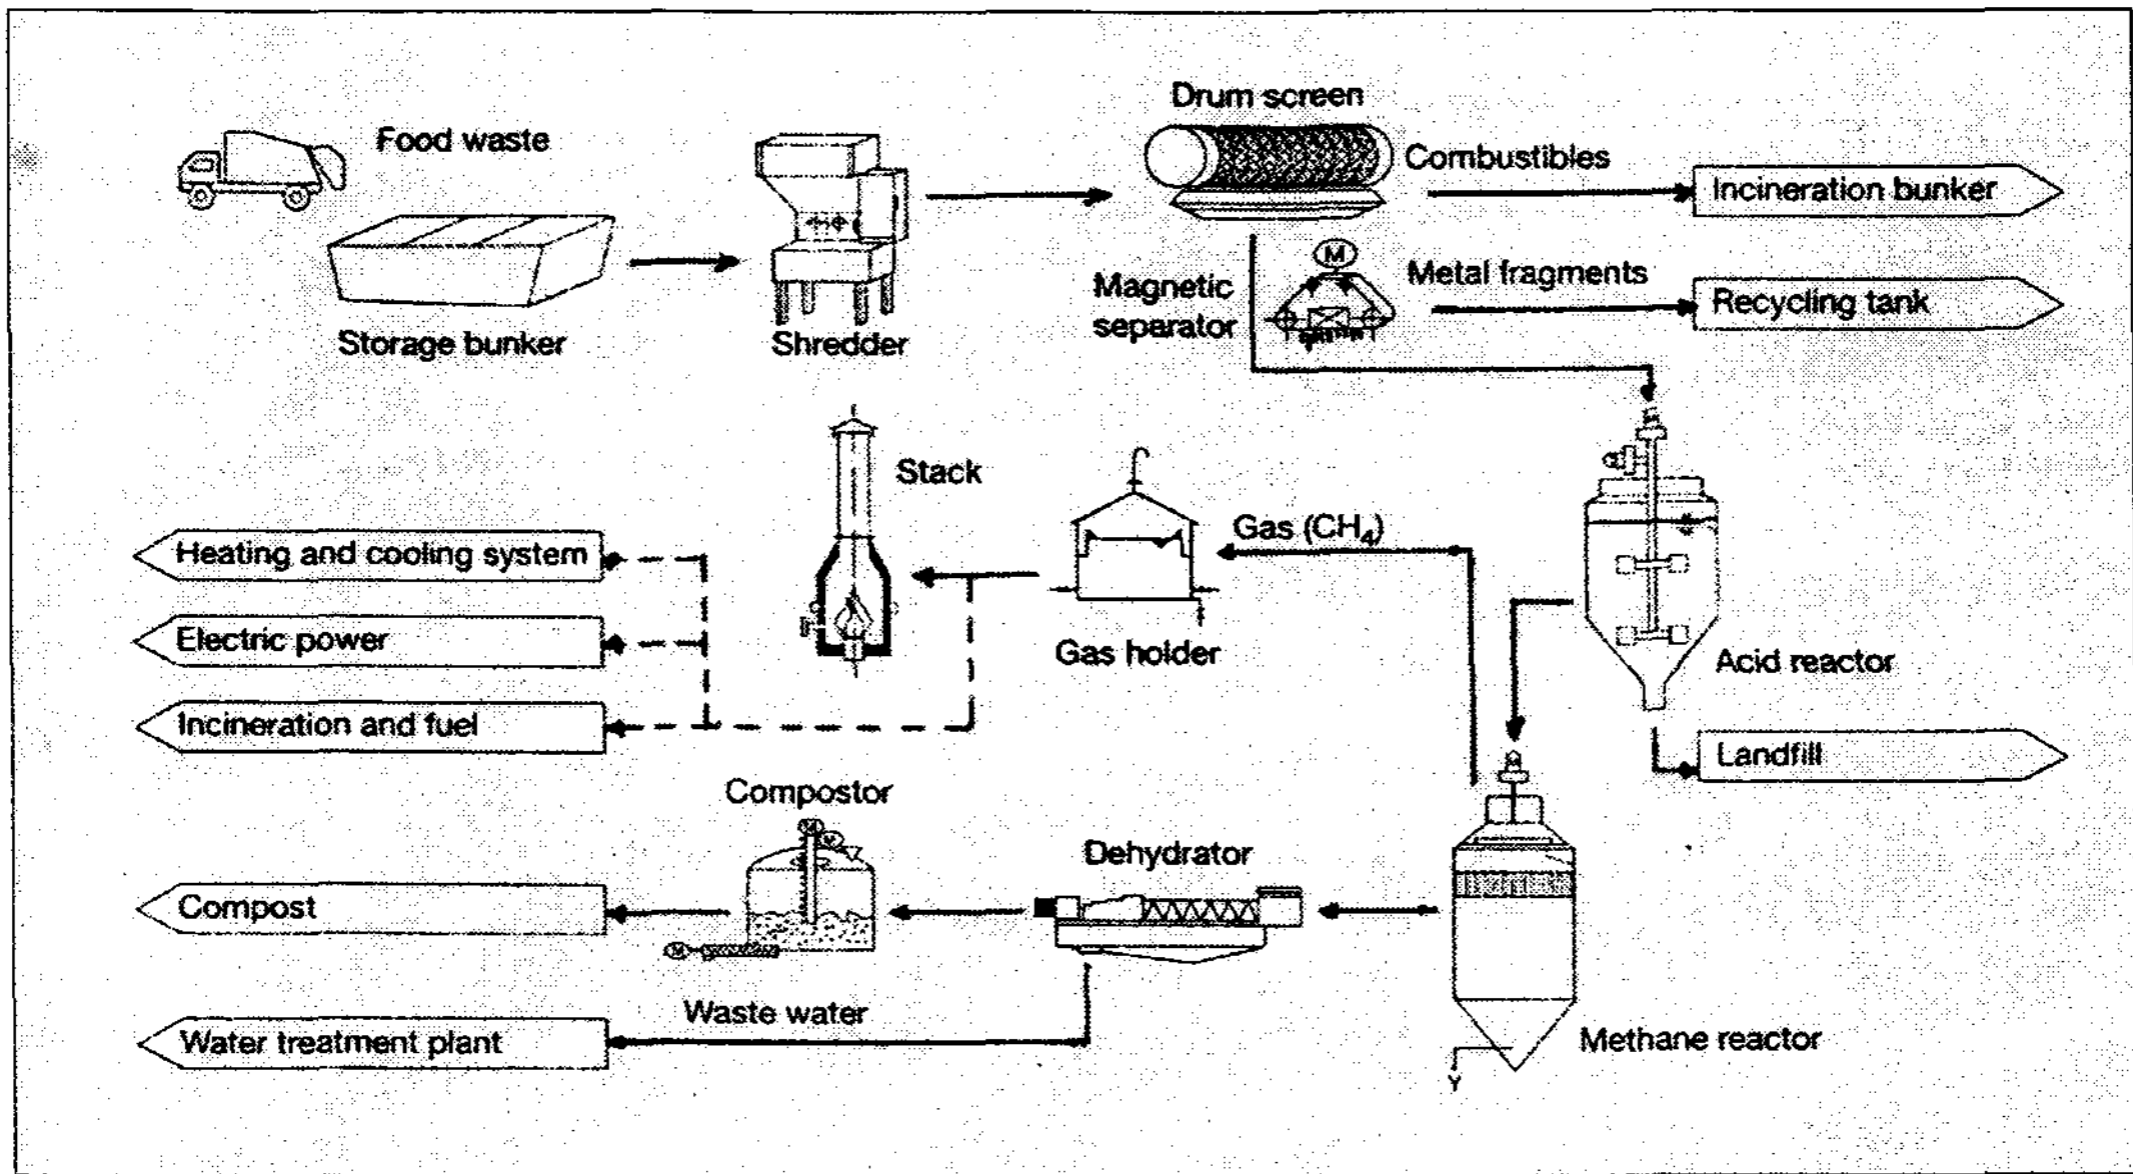 Drum screen
Food waste
Combustibles
Incineration bunker
M
Magnetic
separator
Metal fragments
Recycling tank
Storage bunker
Shredder
Stack
Gas (CH₄)
Heating and cooling system
Electric power
Gas holder
Acid reactor
Incineration and fuel
Landfill
Compostor
M
Dehydrator
Compost
M
Waste water
Water treatment plant
Methane reactor
Y